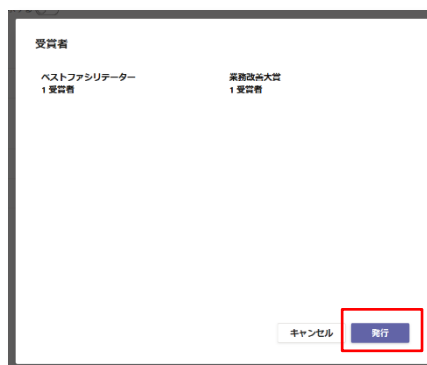 受賞者
ベストファシリテーター
1 受賞者
業務改善大賞
1 受賞者
キャンセル
発行